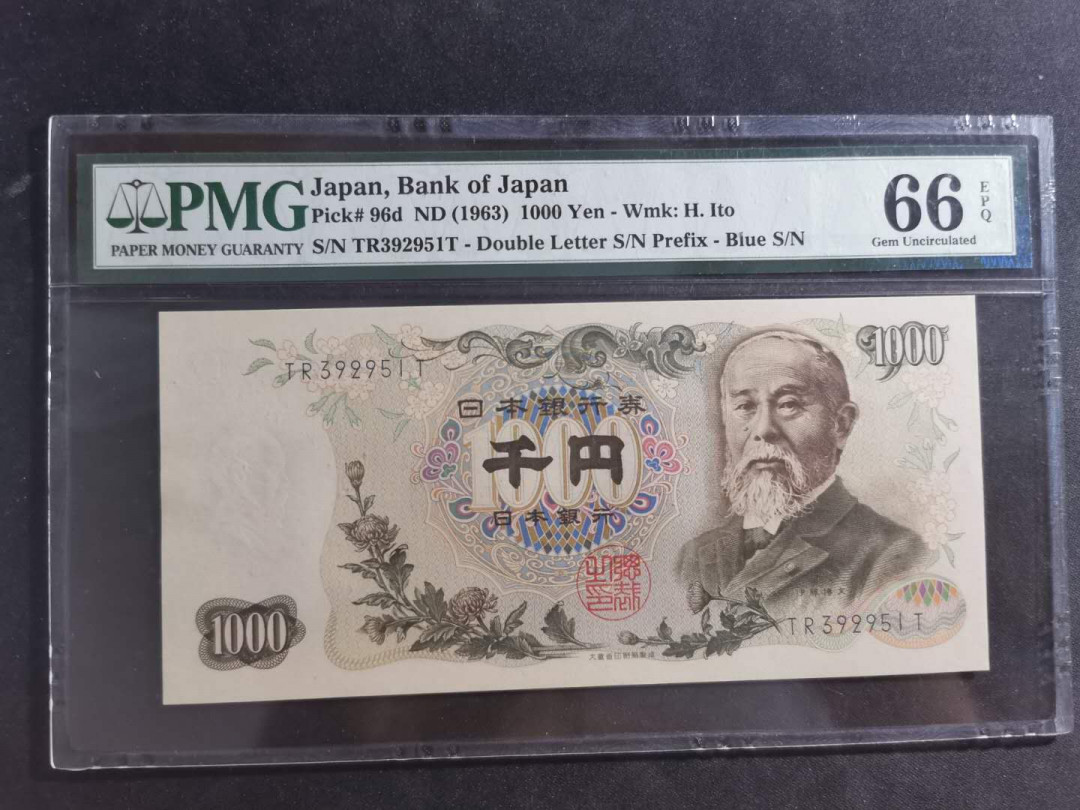 PMG
PAPER MONEY GUARANTY
Japan, Bank of Japan
Pick# 96d ND (1963) 1000 Yen - Wmk: H. Ito
S/N TR392951T - Double Letter S/N Prefix - Blue S/N
66
EPQ
Gem Uncirculated
1000
TR392951T
日本銀行券
1000
千円
日本銀行
1000
TR392951T